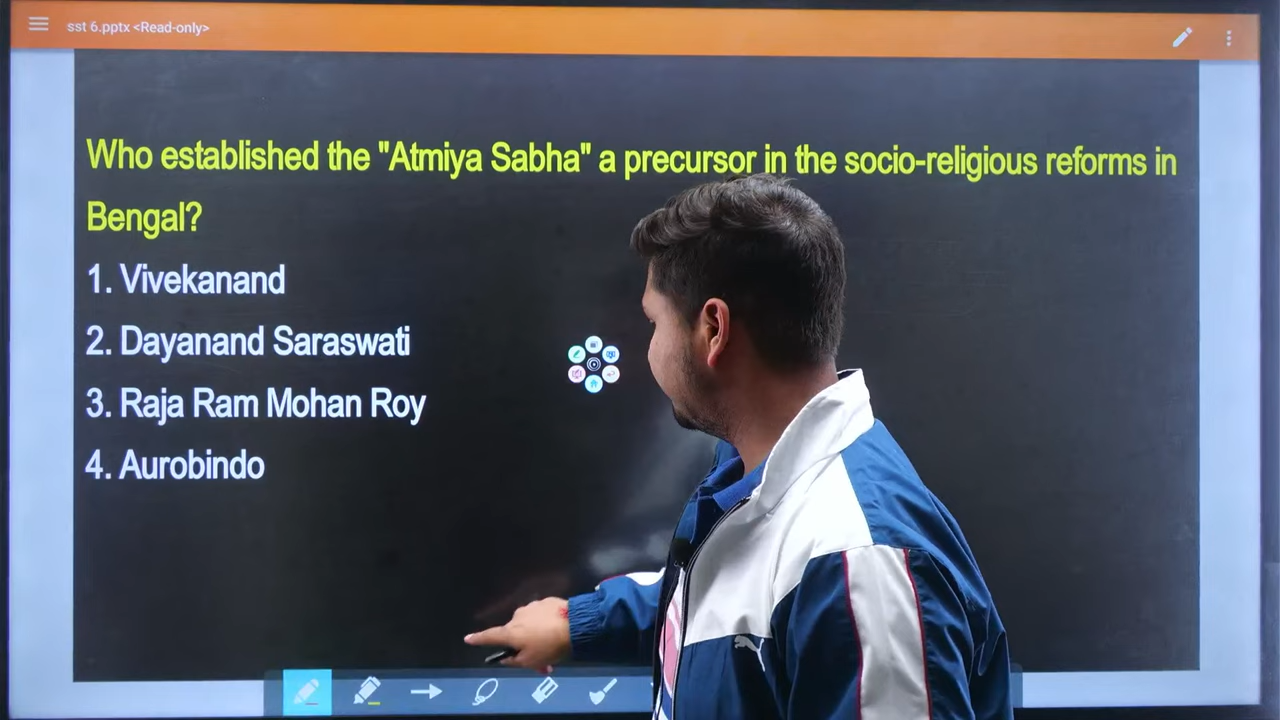 sst 6.pptx <Read-only>
Who established the "Atmiya Sabha" a precursor in the socio-religious reforms in
Bengal?
1. Vivekanand
2. Dayanand Saraswati
3. Raja Ram Mohan Roy
4. Aurobindo